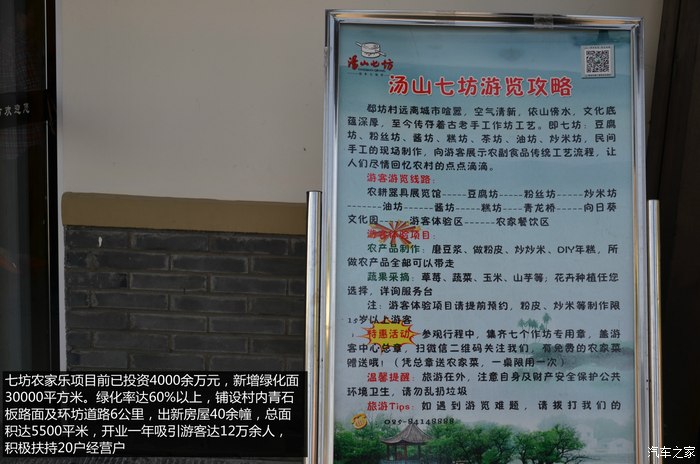 汤山七坊
汤山七坊游览攻略
郄坊村远离城市喧嚣，空气清新，依山傍水，文化底
蕴深厚，至今传存着古老手工作坊工艺。即七坊：豆腐
坊、粉丝坊、酱坊、糕坊、茶坊、油坊、炒米坊，民间
手工的现场制作，向游客展示农副食品传统工艺流程，让
人们尽情回忆农村的点点滴滴。
游客游览线路：
农耕器具展览馆-----豆腐坊-----粉丝坊-----炒米坊
-------油坊-----酱坊-----糕坊-----青龙桥-----向日葵
文化园-----游客体验区------农家餐饮区
游客体验项目：
农产品制作：磨豆浆、做粉皮、炒炒米、DIY年糕，所
做农产品全部可以带走
蔬果采摘：草莓、蔬菜、玉米、山芋等；花卉种植任您
选择，详询服务台
注：游客体验项目请提前预约，粉皮、炒米等制作限
15岁以上游客
特惠活动：参观行程中，集齐七个作坊专用章，盖游
客中心总章，扫微信二维码关注我们，有免费的农家菜
赠送哦！（凭总章送农家菜，一桌限用一次）
温馨提醒：旅游在外，注意自身及财产安全保护公共
环境卫生，请勿乱扔垃圾
旅游Tips：如遇到游览难题，请拨打我们的
025-84148888
七坊农家乐项目前已投资4000余万元，新增绿化面
30000平方米。绿化率达60%以上，铺设村内青石
板路面及环坊道路6公里，出新房屋40余幢，总面
积达5500平米，开业一年吸引游客达12万余人，
积极扶持20户经营户
汽车之家